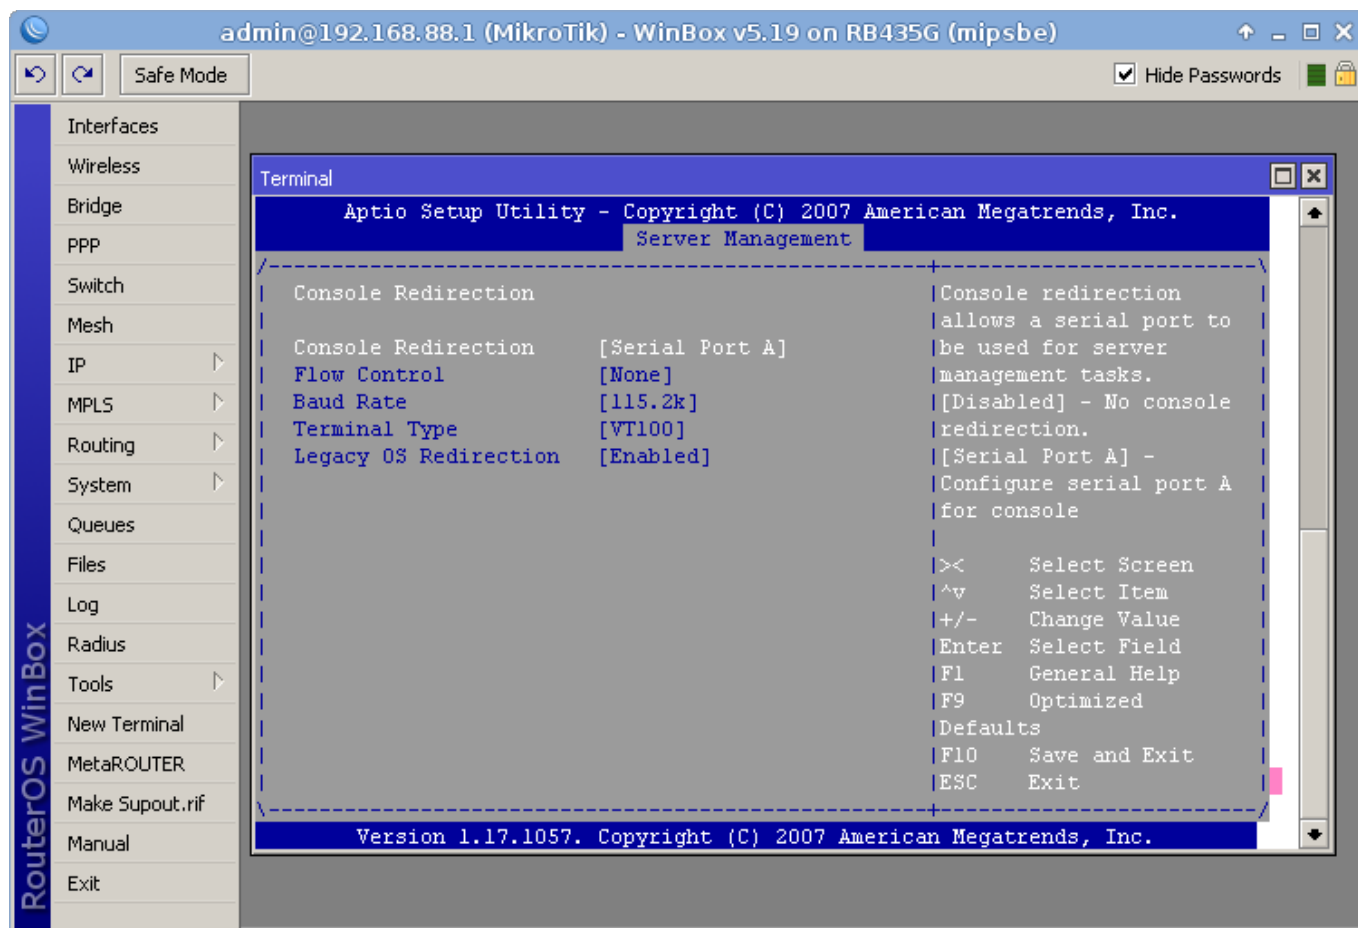 admin@192.168.88.1 (MikroTik) - WinBox v5.19 on RB435G (mipsbe)
Safe Mode
Hide Passwords
RouterOS WinBox
Interfaces
Wireless
Bridge
PPP
Switch
Mesh
IP
MPLS
Routing
System
Queues
Files
Log
Radius
Tools
New Terminal
MetaROUTER
Make Supout.rif
Manual
Exit
Terminal
Aptio Setup Utility - Copyright (C) 2007 American Megatrends, Inc.
Server Management
Console Redirection
Console Redirection [Serial Port A]
Flow Control [None]
Baud Rate [115.2k]
Terminal Type [VT100]
Legacy OS Redirection [Enabled]
Console redirection
allows a serial port to
be used for server
management tasks.
[Disabled] - No console
redirection.
[Serial Port A] -
Configure serial port A
for console
>< Select Screen
^v Select Item
+/- Change Value
Enter Select Field
F1 General Help
F9 Optimized
Defaults
F10 Save and Exit
ESC Exit
Version 1.17.1057. Copyright (C) 2007 American Megatrends, Inc.